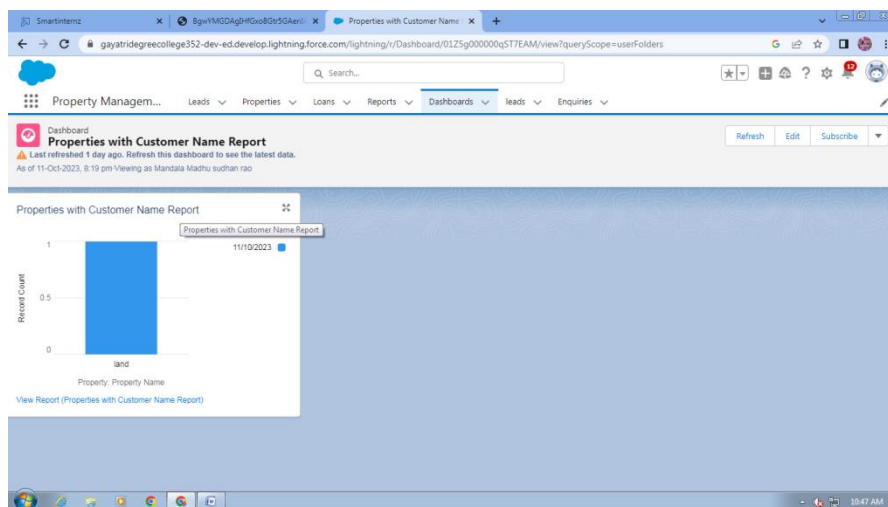 Smartinternz
Properties with Customer Name
gayatridegreecollege352-dev-ed.develop.lightning.force.com/lightning/r/Dashboard/01Z5g000000qST7EAM/view?queryScope=userFolders
Search...
12
Property Managem... Leads Properties Loans Reports Dashboards leads Enquiries
Dashboard
Properties with Customer Name Report
Last refreshed 1 day ago. Refresh this dashboard to see the latest data.
As of 11-Oct-2023, 8:19 pm·Viewing as Mandala Madhu sudhan rao
Refresh Edit Subscribe
Properties with Customer Name Report
Properties with Customer Name Report
11/10/2023
1
0.5
0
Record Count
land
Property: Property Name
View Report (Properties with Customer Name Report)
10:47 AM